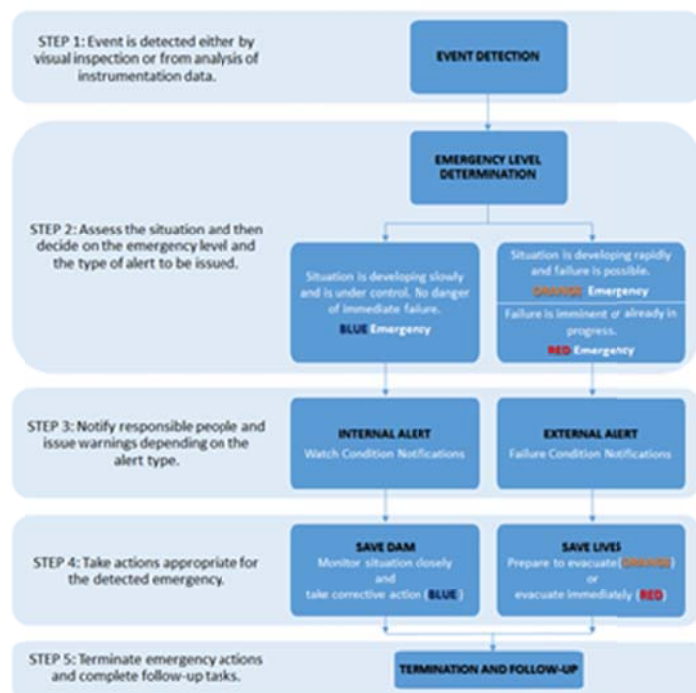 STEP 1: Event is detected either by
visual inspection or from analysis of
instrumentation data.
EVENT DETECTION
STEP 2: Assess the situation and then
decide on the emergency level and
the type of alert to be issued.
EMERGENCY LEVEL
DETERMINATION
Situation is developing slowly
and is under control. No danger
of immediate failure.
BLUE Emergency
Situation is developing rapidly
and failure is possible.
ORANGE Emergency
Failure is imminent or already in
progress.
RED Emergency
STEP 3: Notify responsible people and
issue warnings depending on the
alert type.
INTERNAL ALERT
Watch Condition Notifications
EXTERNAL ALERT
Failure Condition Notifications
STEP 4: Take actions appropriate for
the detected emergency.
SAVE DAM
Monitor situation closely
and
take corrective action (BLUE)
SAVE LIVES
Prepare to evacuate (ORANGE)
or
evacuate immediately (RED)
STEP 5: Terminate emergency actions
and complete follow-up tasks.
TERMINATION AND FOLLOW-UP